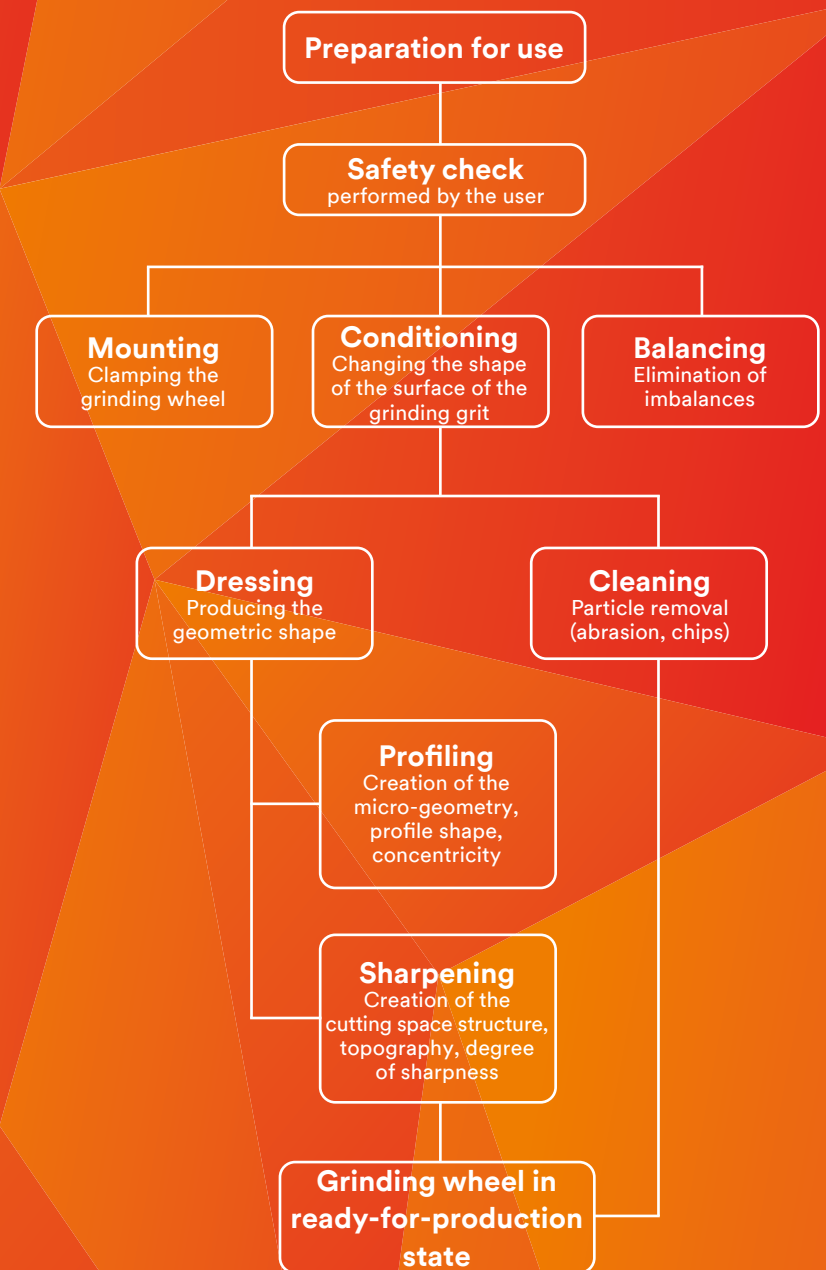 Preparation for use
Safety check
performed by the user
Mounting
Clamping the
grinding wheel
Conditioning
Changing the shape
of the surface of the
grinding grit
Balancing
Elimination of
imbalances
Dressing
Producing the
geometric shape
Cleaning
Particle removal
(abrasion, chips)
Profiling
Creation of the
micro-geometry,
profile shape,
concentricity
Sharpening
Creation of the
cutting space structure,
topography, degree
of sharpness
Grinding wheel in
ready-for-production
state